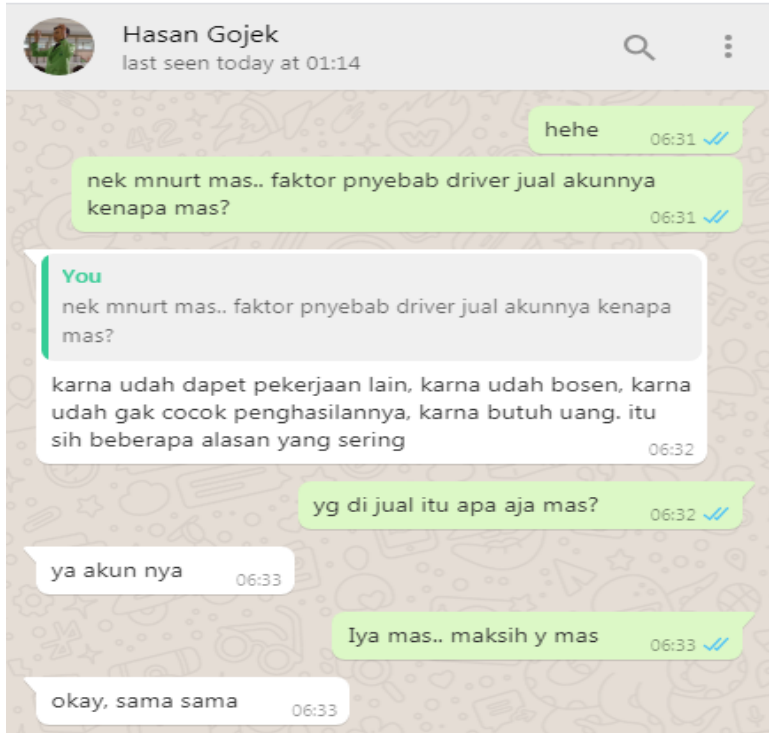 Hasan Gojek
last seen today at 01:14
hehe
06:31
nek mnurt mas.. faktor pnyebab driver jual akunnya
kenapa mas?
06:31
You
nek mnurt mas.. faktor pnyebab driver jual akunnya kenapa
mas?
karna udah dapet pekerjaan lain, karna udah bosen, karna
udah gak cocok penghasilannya, karna butuh uang. itu
sih beberapa alasan yang sering
06:32
yg di jual itu apa aja mas?
06:32
ya akun nya
06:33
Iya mas.. maksih y mas
06:33
okay, sama sama
06:33